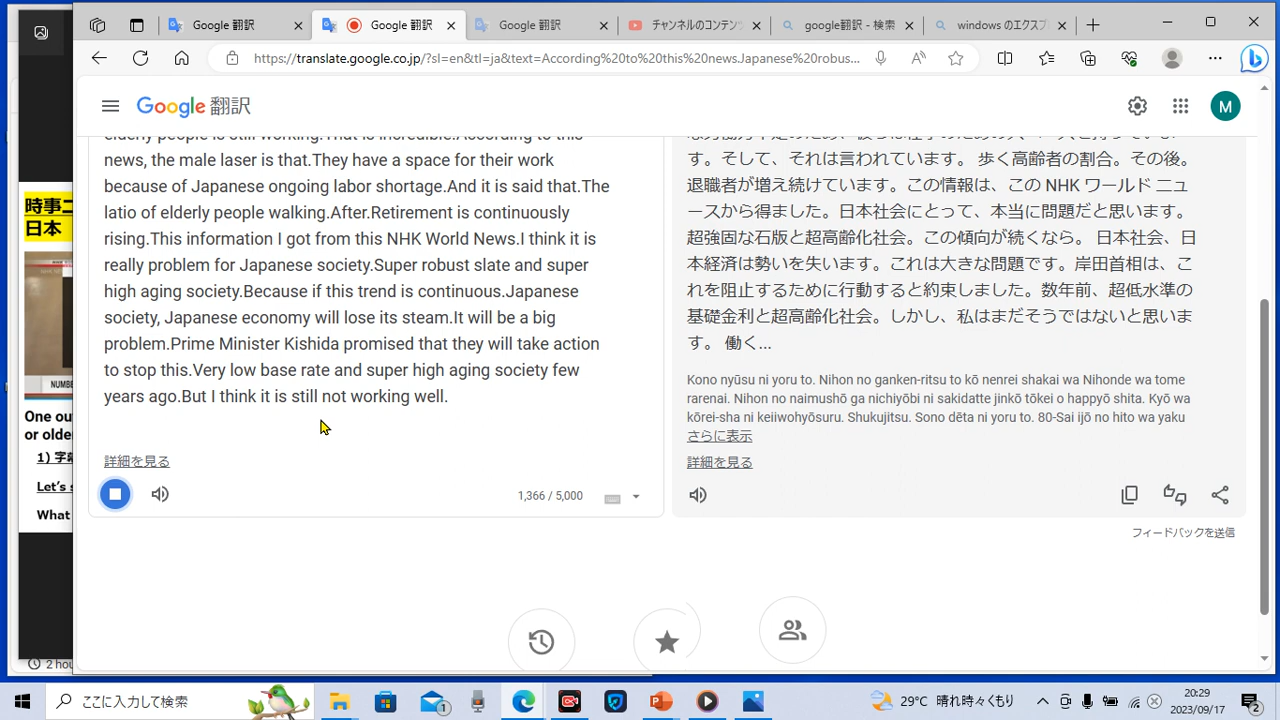 Google 翻訳
Google 翻訳
Google 翻訳
チャンネルのコンテンツ
google翻訳 - 検索
windows のエクスプ
https://translate.google.co.jp/?sl=en&tl=ja&text=According%20to%20this%20news.Japanese%20robus...
Google 翻訳
M
elderly people is still working.That is incredible.According to this
news, the male laser is that.They have a space for their work
because of Japanese ongoing labor shortage.And it is said that.The
latio of elderly people walking.After.Retirement is continuously
rising.This information I got from this NHK World News.I think it is
really problem for Japanese society.Super robust slate and super
high aging society.Because if this trend is continuous.Japanese
society, Japanese economy will lose its steam.It will be a big
problem.Prime Minister Kishida promised that they will take action
to stop this.Very low base rate and super high aging society few
years ago.But I think it is still not working well.
詳細を見る
1,366 / 5,000
す。そして、それは言われています。 歩く高齢者の割合。その後。
退職者が増え続けています。この情報は、この NHK ワールド ニュ
ースから得ました。日本社会にとって、本当に問題だと思います。
超強固な石版と超高齢化社会。この傾向が続くなら。 日本社会、日
本経済は勢いを失います。これは大きな問題です。岸田首相は、こ
れを阻止するために行動すると約束しました。数年前、超低水準の
基礎金利と超高齢化社会。しかし、私はまだそうではないと思いま
す。 働く...
Kono nyūsu ni yoru to. Nihon no ganken-ritsu to kō nenrei shakai wa Nihonde wa tome
rarenai. Nihon no naimushō ga nichiyōbi ni sakidatte jinkō tōkei o happyō shita. Kyō wa
kōrei-sha ni keiiwohyōsuru. Shukujitsu. Sono dēta ni yoru to. 80-Sai ijō no hito wa yaku
さらに表示
詳細を見る
フィードバックを送信
時事ニ
日本
NUMBE
One ou
or older
1) 字幕
Let's s
What
2 hou
ここに入力して検索
1
29°C 晴れ時々くもり
20:29
2023/09/17
2